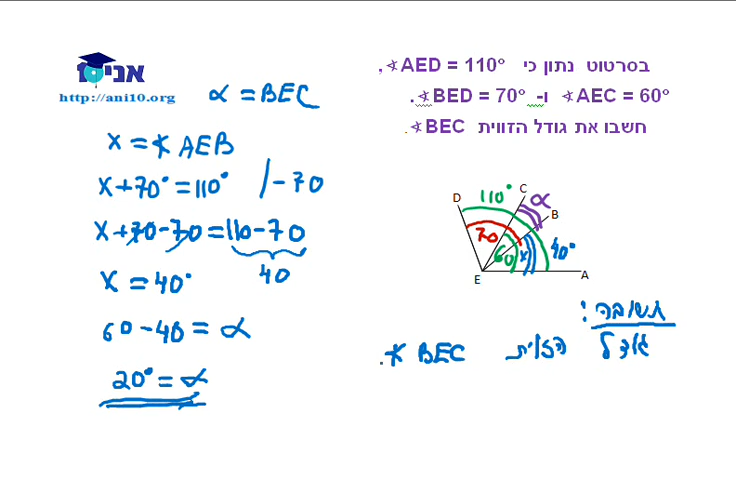 אני10
http://ani10.org
בסרטוט נתון כי ∢AED = 110° ,
∢AEC = 60° ו- ∢BED = 70° .
חשבו את גודל הזווית ∢BEC .
α = BEC
x = ∢ AEB
x+70° = 110° /-70
x+70-70 = 110-70
40
x = 40°
60-40 = α
20° = α
D 110° C α
B
70
60 x 40°
E A
תשובה:
גודל הזווית ∢ BEC .